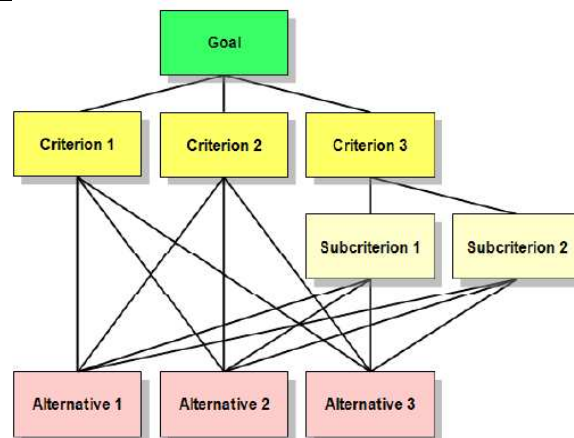 Goal
Criterion 1
Criterion 2
Criterion 3
Subcriterion 1
Subcriterion 2
Alternative 1
Alternative 2
Alternative 3